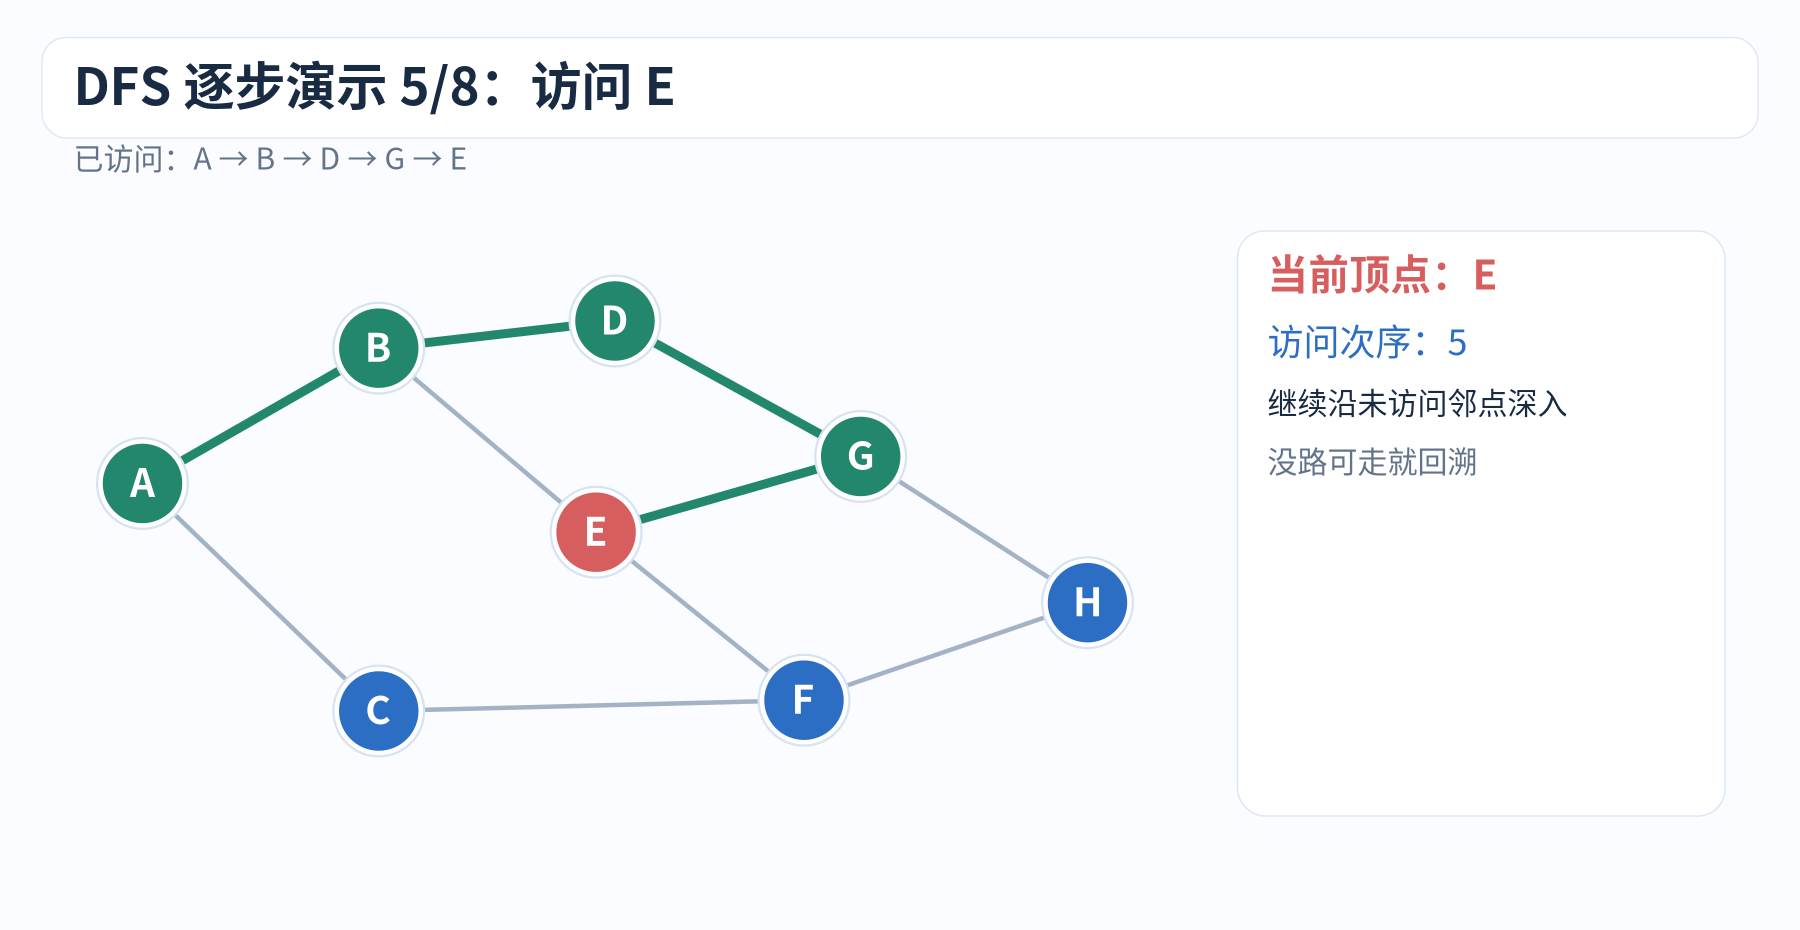 DFS 逐步演示 5/8：访问 E
已访问：A → B → D → G → E
当前顶点：E
访问次序：5
继续沿未访问邻点深入
没路可走就回溯
D
B
G
A
E
H
F
C